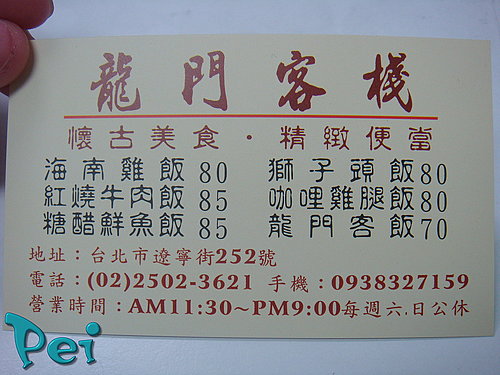 龍門客棧
懷古美食・精緻便當
海南雞飯80 獅子頭飯80
紅燒牛肉飯85 咖哩雞腿飯80
糖醋鮮魚飯85 龍門客飯70
地址：台北市遼寧街252號
電話：(02)2502-3621 手機：0938327159
營業時間：AM11:30～PM9:00每週六.日公休
Pei